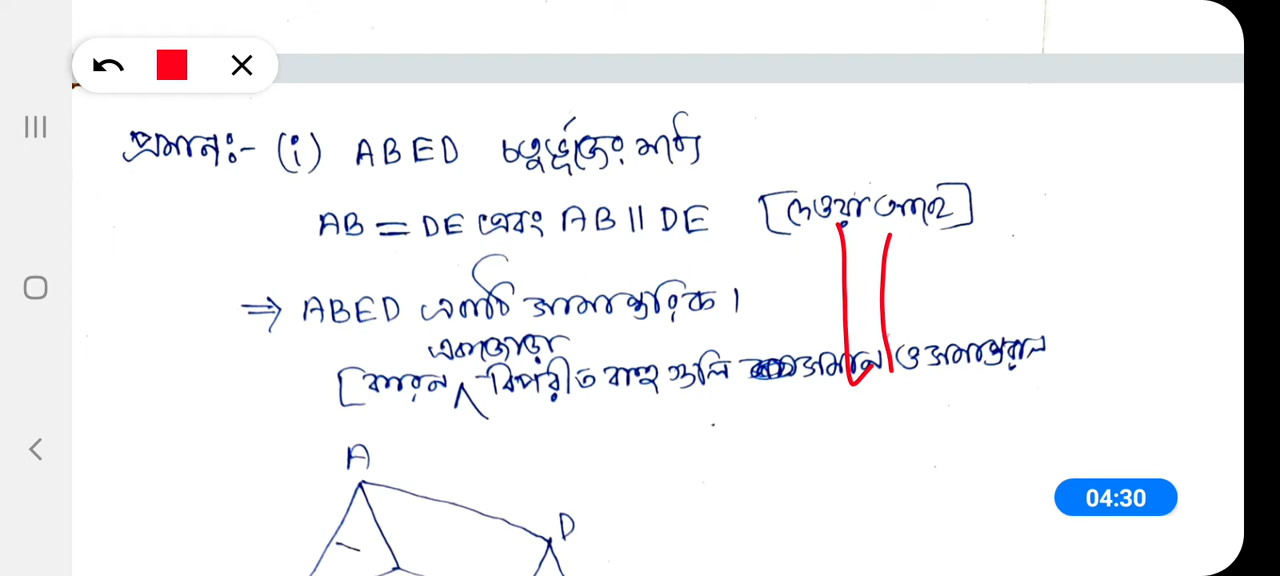 প্রমাণঃ- (i) ABED চতুর্ভুজের মধ্যে
AB = DE এবং AB || DE [দেওয়া আছে]
⇒ ABED একটি সামান্তরিক।
একজোড়া
[কারন ^ বিপরীত বাহু গুলি সমান ও সমান্তরাল
A
D
04:30